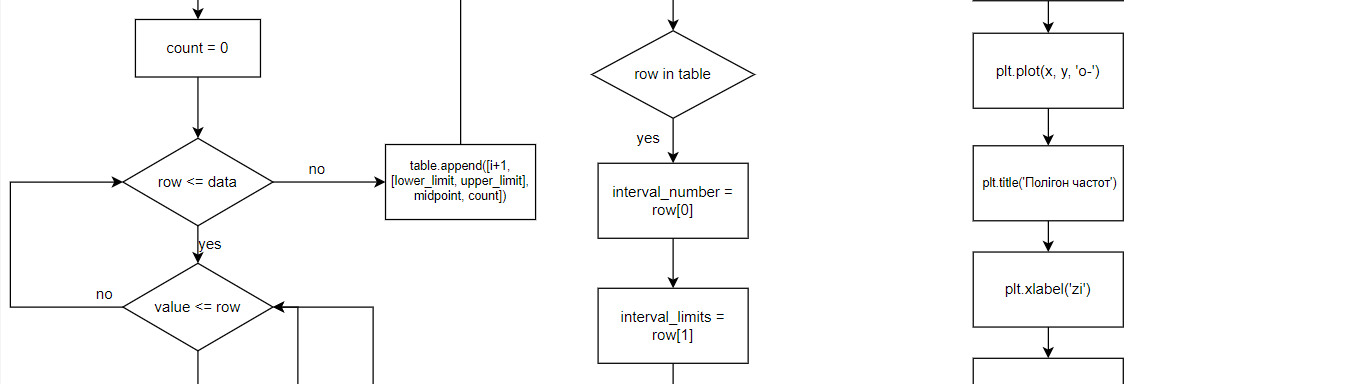 count = 0
row <= data
no
table.append([i+1,
[lower_limit, upper_limit],
midpoint, count])
yes
no
value <= row
row in table
yes
interval_number =
row[0]
interval_limits =
row[1]
plt.plot(x, y, 'o-')
plt.title('Полігон частот')
plt.xlabel('zi')